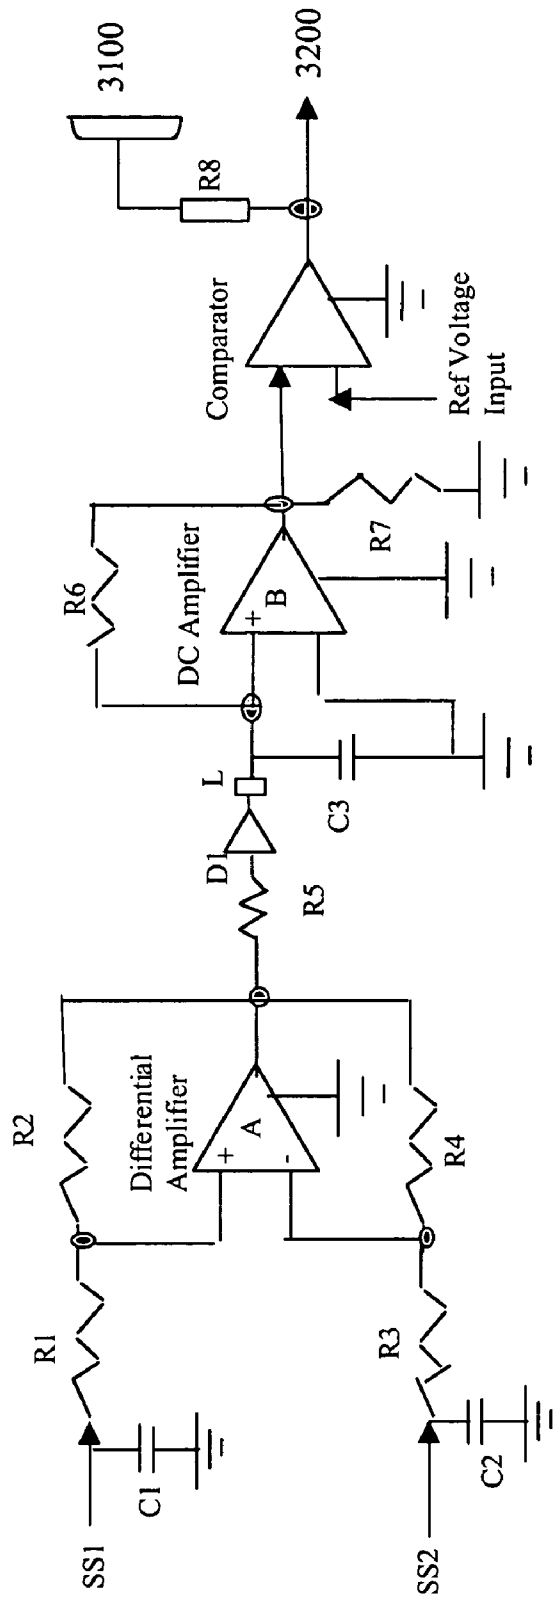 SS1
C1
R1
R2
Differential
Amplifier
A
+
-
SS2
C2
R3
R4
R5
D1
L
C3
R6
DC Amplifier
+
B
R7
Comparator
Ref Voltage
Input
R8
3100
3200